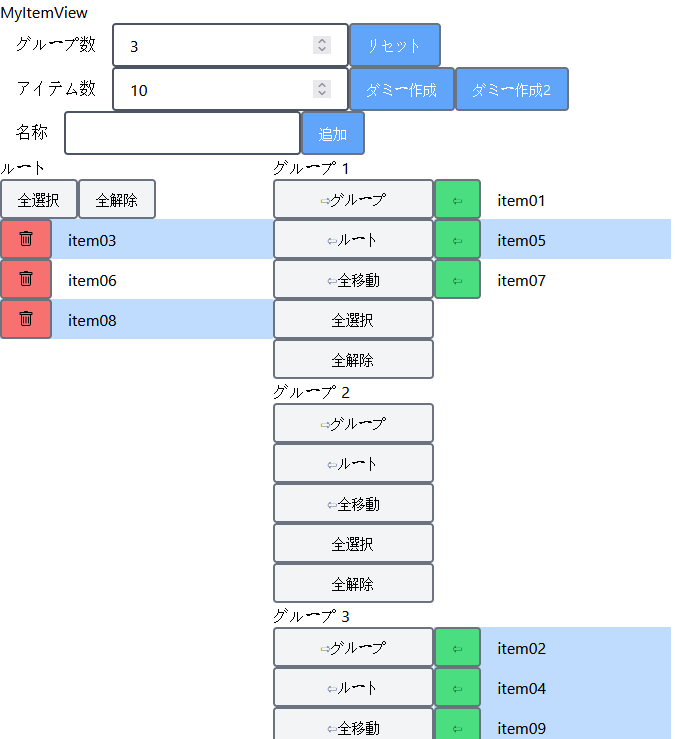 MyItemView
グループ数 3 リセット
アイテム数 10 ダミー作成 ダミー作成2
名称 追加
ルート
全選択 全解除
item03
item06
item08
グループ 1
⇨グループ ⇦ item01
⇦ルート ⇦ item05
⇦全移動 ⇦ item07
全選択
全解除
グループ 2
⇨グループ
⇦ルート
⇦全移動
全選択
全解除
グループ 3
⇨グループ ⇦ item02
⇦ルート ⇦ item04
⇦全移動 ⇦ item09